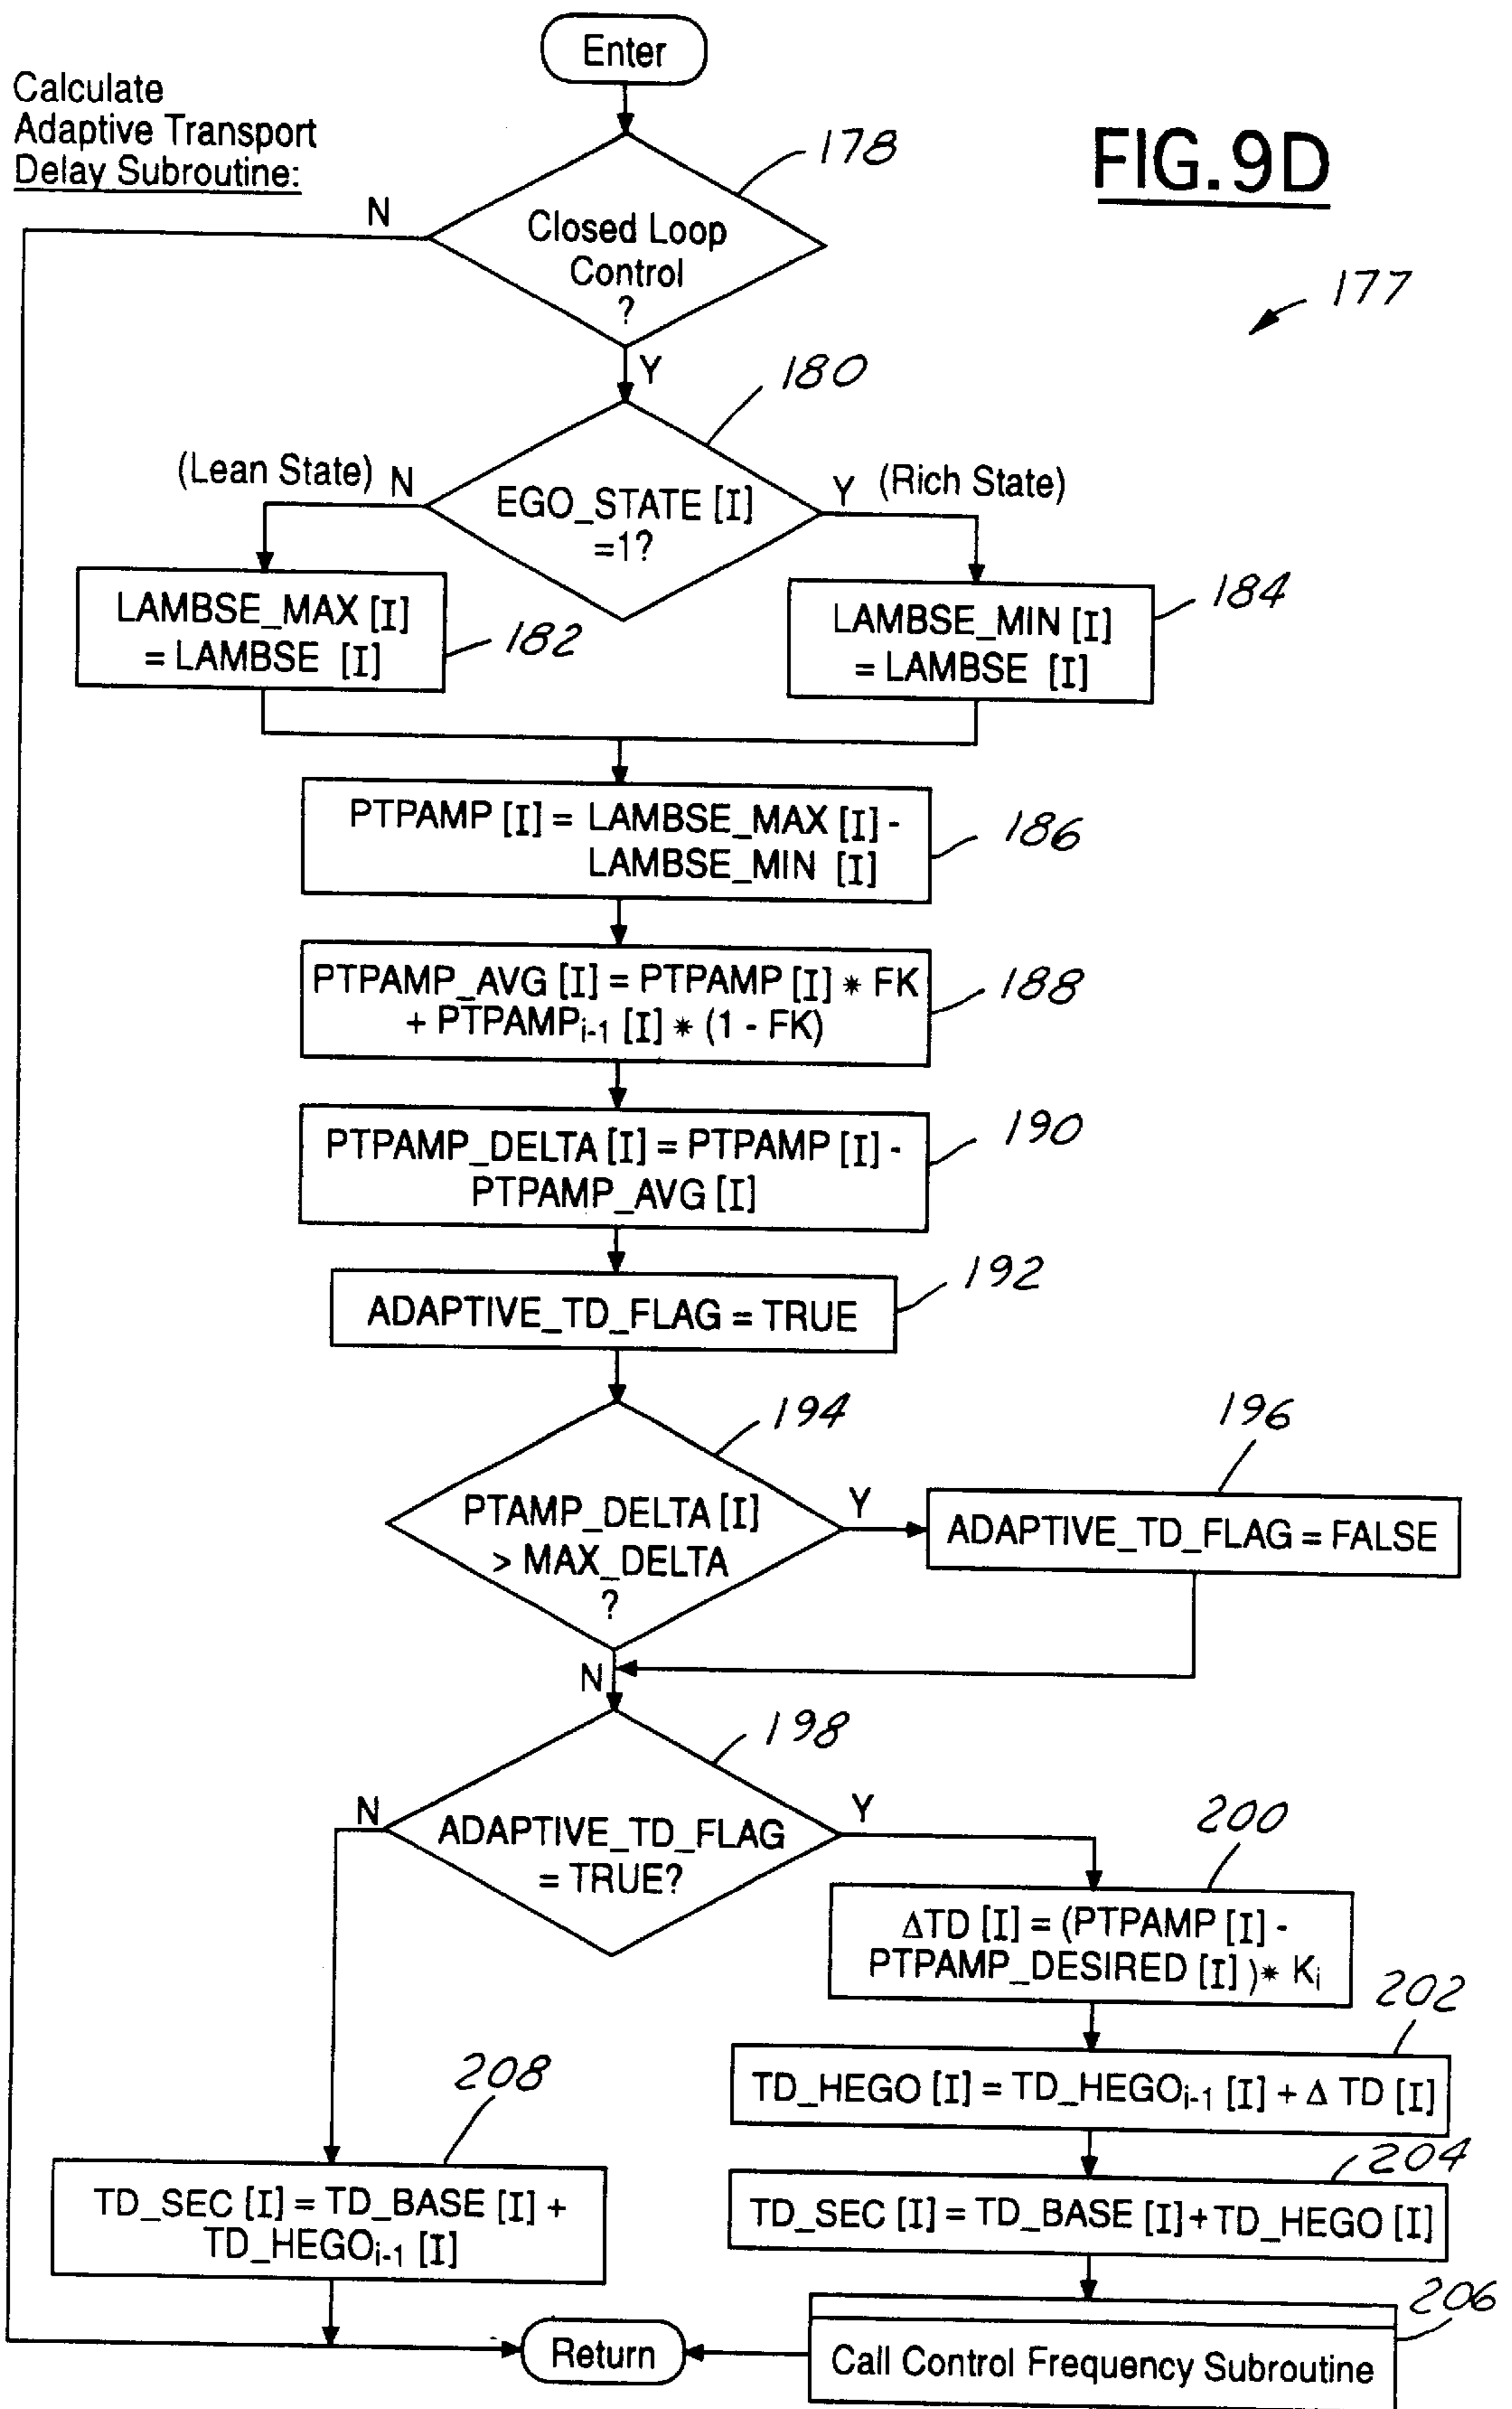 Enter
Calculate
Adaptive Transport
Delay Subroutine:
FIG.9D
178
N
Closed Loop
Control
?
177
Y
180
(Lean State) N
Y (Rich State)
EGO_STATE [I]
=1?
LAMBSE_MAX [I]
= LAMBSE [I]
182
LAMBSE_MIN [I]
= LAMBSE [I]
184
PTPAMP [I] = LAMBSE_MAX [I] -
LAMBSE_MIN [I]
186
PTPAMP_AVG [I] = PTPAMP [I] * FK
+ PTPAMPi-1 [I] * (1 - FK)
188
PTPAMP_DELTA [I] = PTPAMP [I] -
PTPAMP_AVG [I]
190
ADAPTIVE_TD_FLAG = TRUE
192
194
196
PTAMP_DELTA [I]
> MAX_DELTA
?
Y
ADAPTIVE_TD_FLAG = FALSE
N
198
N
Y
ADAPTIVE_TD_FLAG
= TRUE?
200
ΔTD [I] = (PTPAMP [I] -
PTPAMP_DESIRED [I] )* Ki
202
TD_HEGO [I] = TD_HEGOi-1 [I] + Δ TD [I]
208
204
TD_SEC [I] = TD_BASE [I] +
TD_HEGOi-1 [I]
TD_SEC [I] = TD_BASE [I]+TD_HEGO [I]
206
Return
Call Control Frequency Subroutine